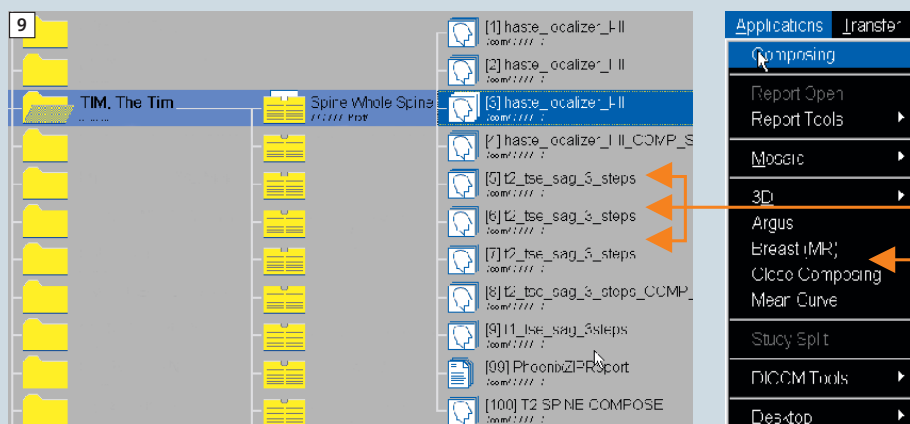 9
TIM, The Tim
Spine Whole Spine
[1] haste_localizer_HII
[2] haste_localizer_HII
[3] haste_localizer_HII
[4] haste_localizer_HII_COMP_S
[5] t2_tse_sag_3_steps
[6] t2_tse_sag_3_steps
[7] t2_tse_sag_3_steps
[8] t2_tse_sag_3_steps_COMP_
[9] t1_tse_sag_3steps
[99] PhoenixZIPReport
[100] T2 SPINE COMPOSE
Applications Transfer
Composing
Report Open
Report Tools
Mosaic
3D
Argus
Breast (MR)
Close Composing
Mean Curve
Study Split
DICOM Tools
Desktop